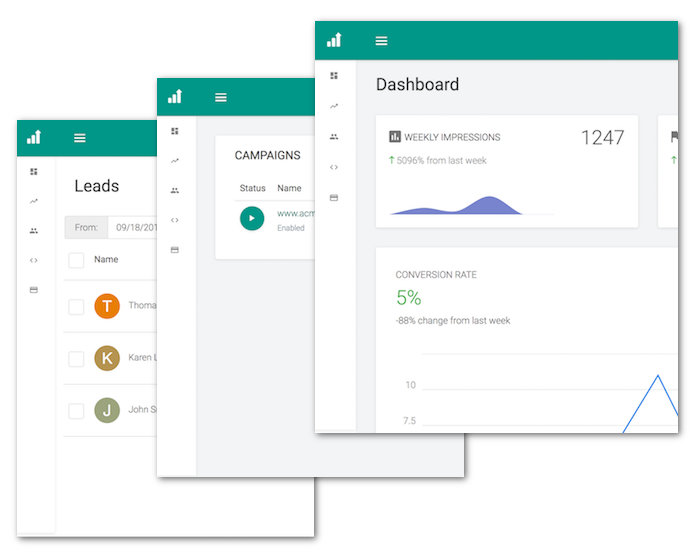 Dashboard
WEEKLY IMPRESSIONS
1247
5096% from last week
CONVERSION RATE
5%
-88% change from last week
10
7.5
CAMPAIGNS
Status Name
www.acm
Enabled
Leads
From: 09/18/201
Name
T Thoma
K Karen L
J John S